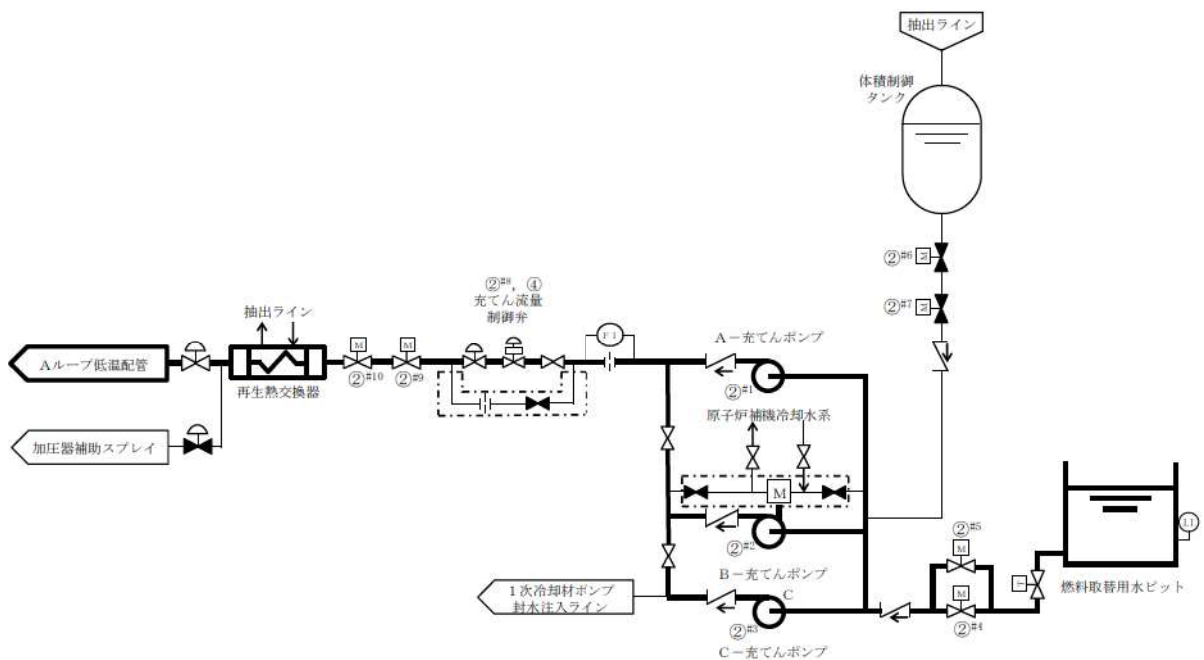 抽出ライン
体積制御
タンク
②#6 M
②#7 M
②#8, ④
充てん流量
制御弁
抽出ライン
F I
A－充てんポンプ
M
M
Aループ低温配管
②#10
②#9
②#1
再生熱交換器
原子炉補機冷却水系
加圧器補助スプレイ
M
②#2
②#5
M
LI
B－充てんポンプ
1次冷却材ポンプ
封水注入ライン
C
M
燃料取替用水ピット
②#3
②#4
C－充てんポンプ